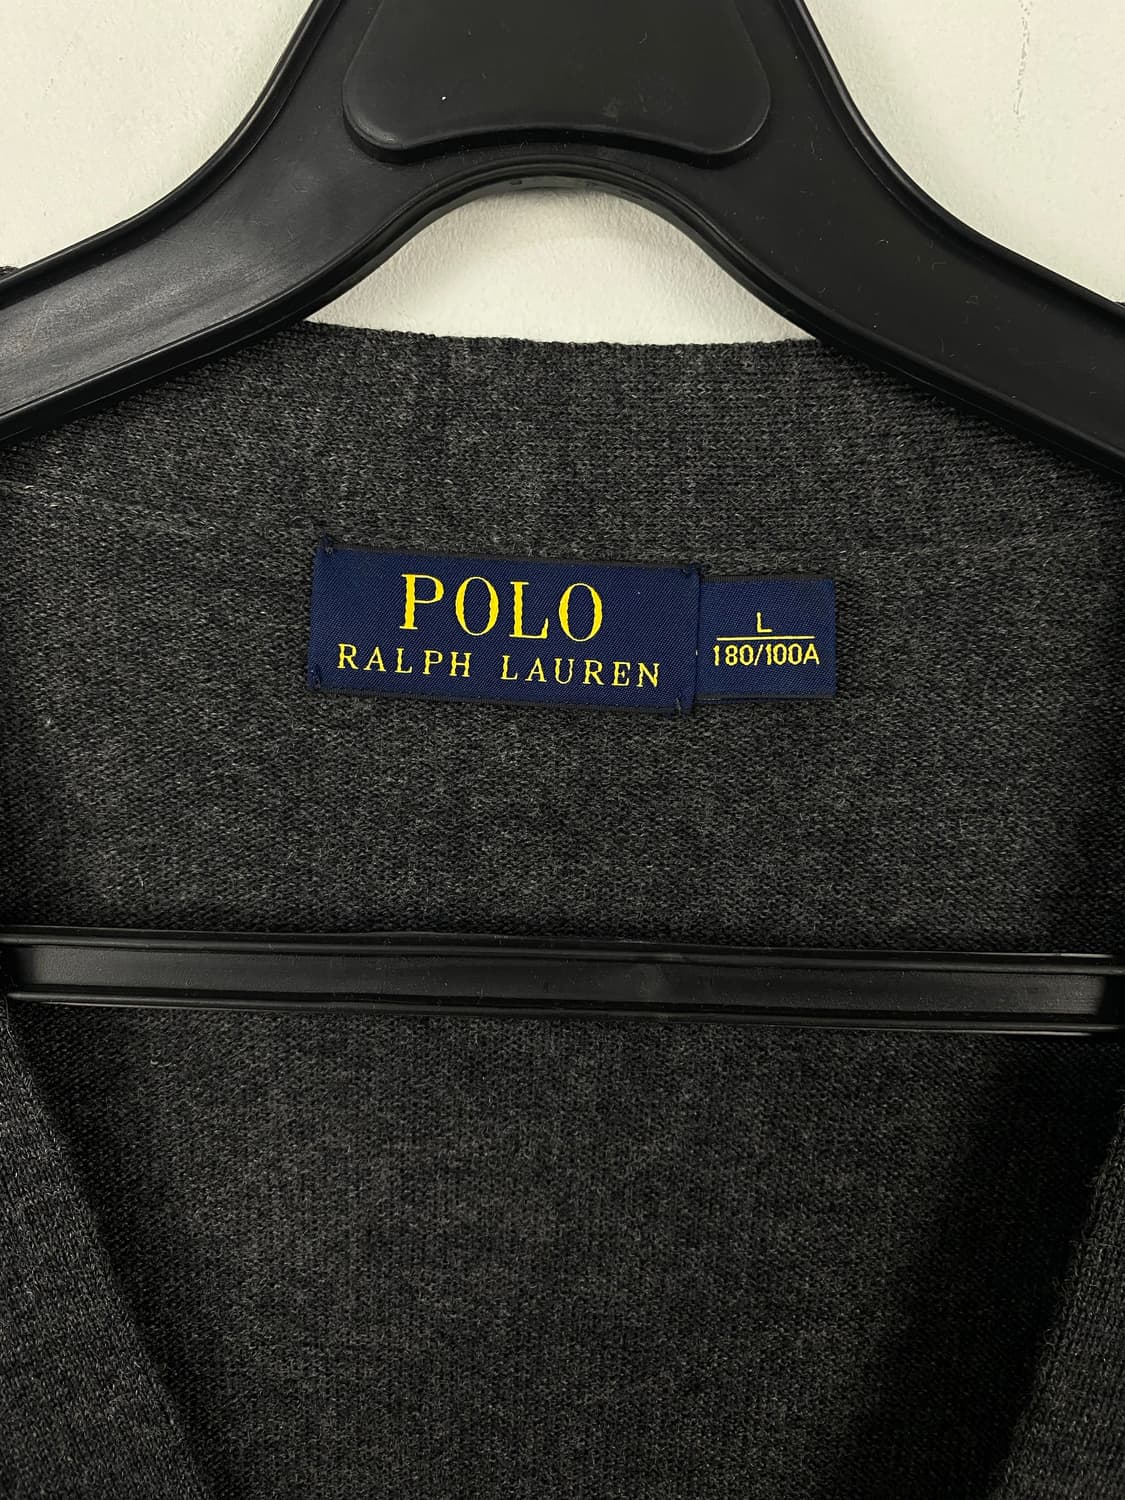 POLO
RALPH LAUREN
L
180/100A